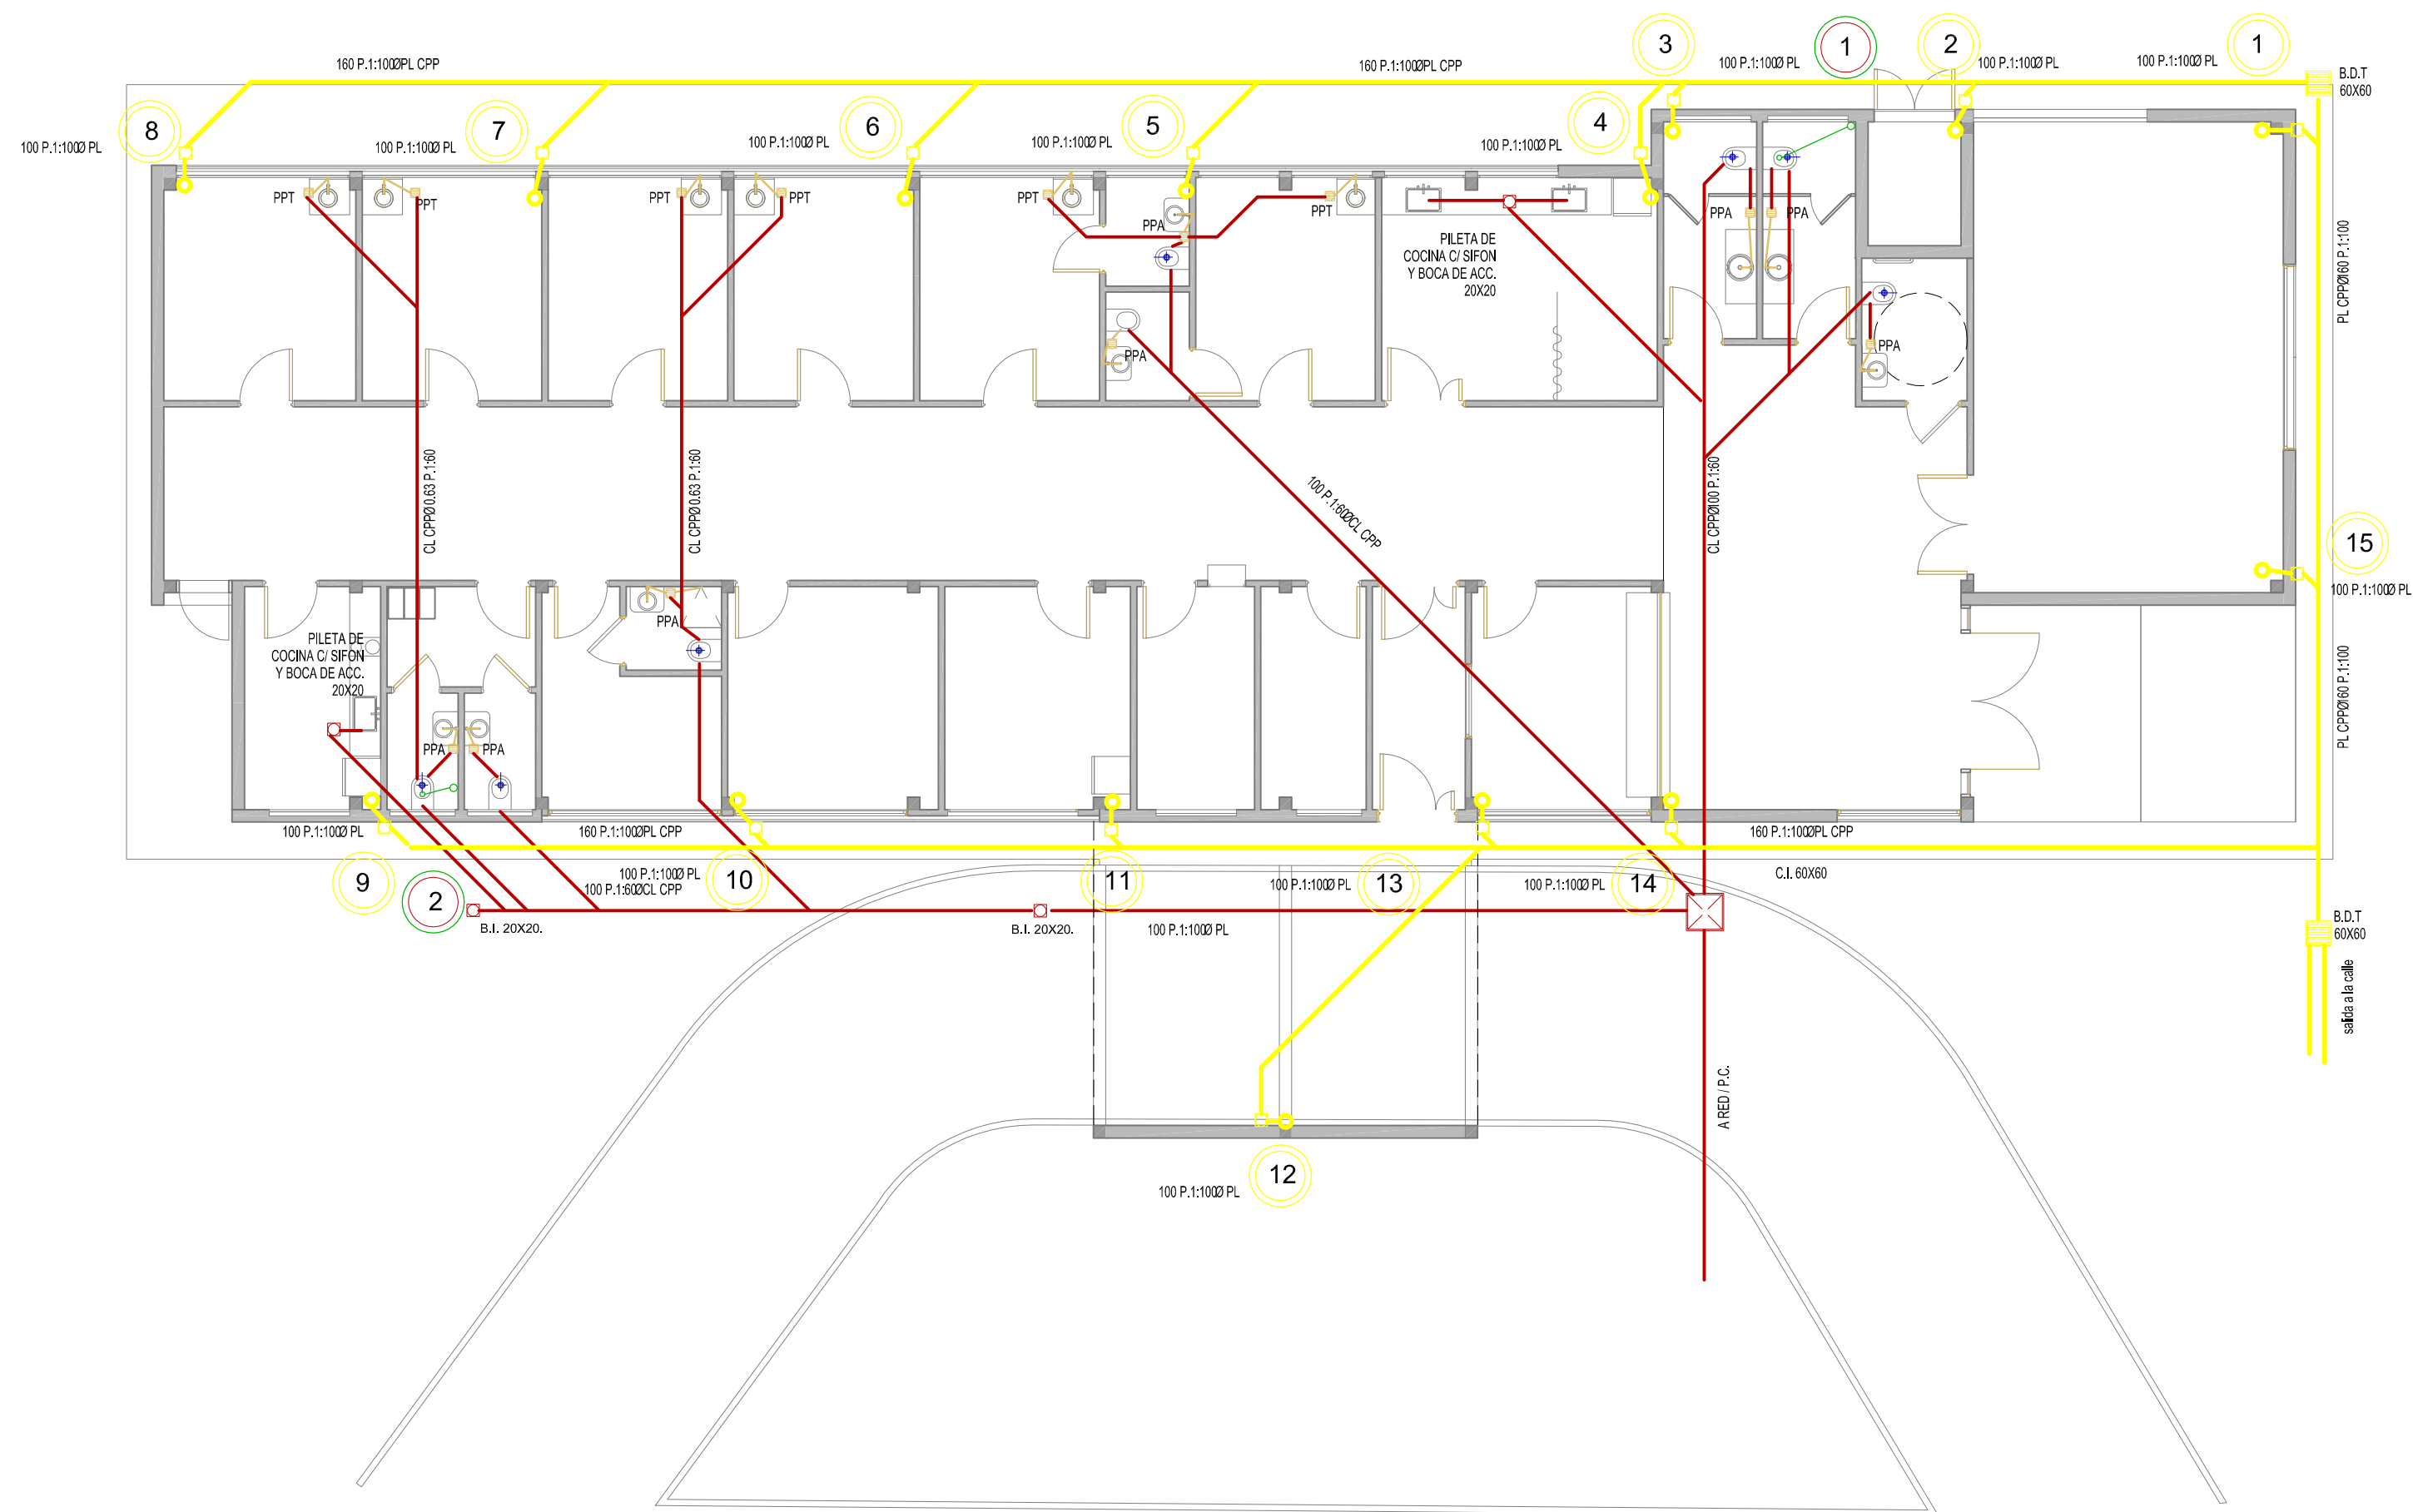 3
1
2
1
160 P.1:100Ø PL CPP
160 P.1:100Ø PL CPP
100 P.1:100Ø PL
100 P.1:100Ø PL
100 P.1:100Ø PL
B.D.T
60X60
8
7
6
5
4
100 P.1:100Ø PL
100 P.1:100Ø PL
100 P.1:100Ø PL
100 P.1:100Ø PL
100 P.1:100Ø PL
PPT
PPT
PPT
PPT
PPT
PPT
PPA
PPA
PPA
PILETA DE
COCINA C/ SIFON
Y BOCA DE ACC.
20X20
PL CPPØ160 P.1:100
PPA
PPA
CL CPPØ0.63 P.1:60
CL CPPØ0.63 P.1:60
100 P.1:60ØCL CPP
CL CPPØ100 P.1:60
15
100 P.1:100Ø PL
PILETA DE
COCINA C/ SIFON
Y BOCA DE ACC.
20X20
PPA
PPA
PPA
PL CPPØ160 P.1:100
100 P.1:100Ø PL
160 P.1:100Ø PL CPP
160 P.1:100Ø PL CPP
9
2
100 P.1:100Ø PL
100 P.1:60ØCL CPP
10
11
100 P.1:100Ø PL
13
100 P.1:100Ø PL
14
C.I. 60X60
B.I. 20X20.
B.I. 20X20.
100 P.1:100Ø PL
B.D.T
60X60
salida a la calle
A RED / P.C.
12
100 P.1:100Ø PL